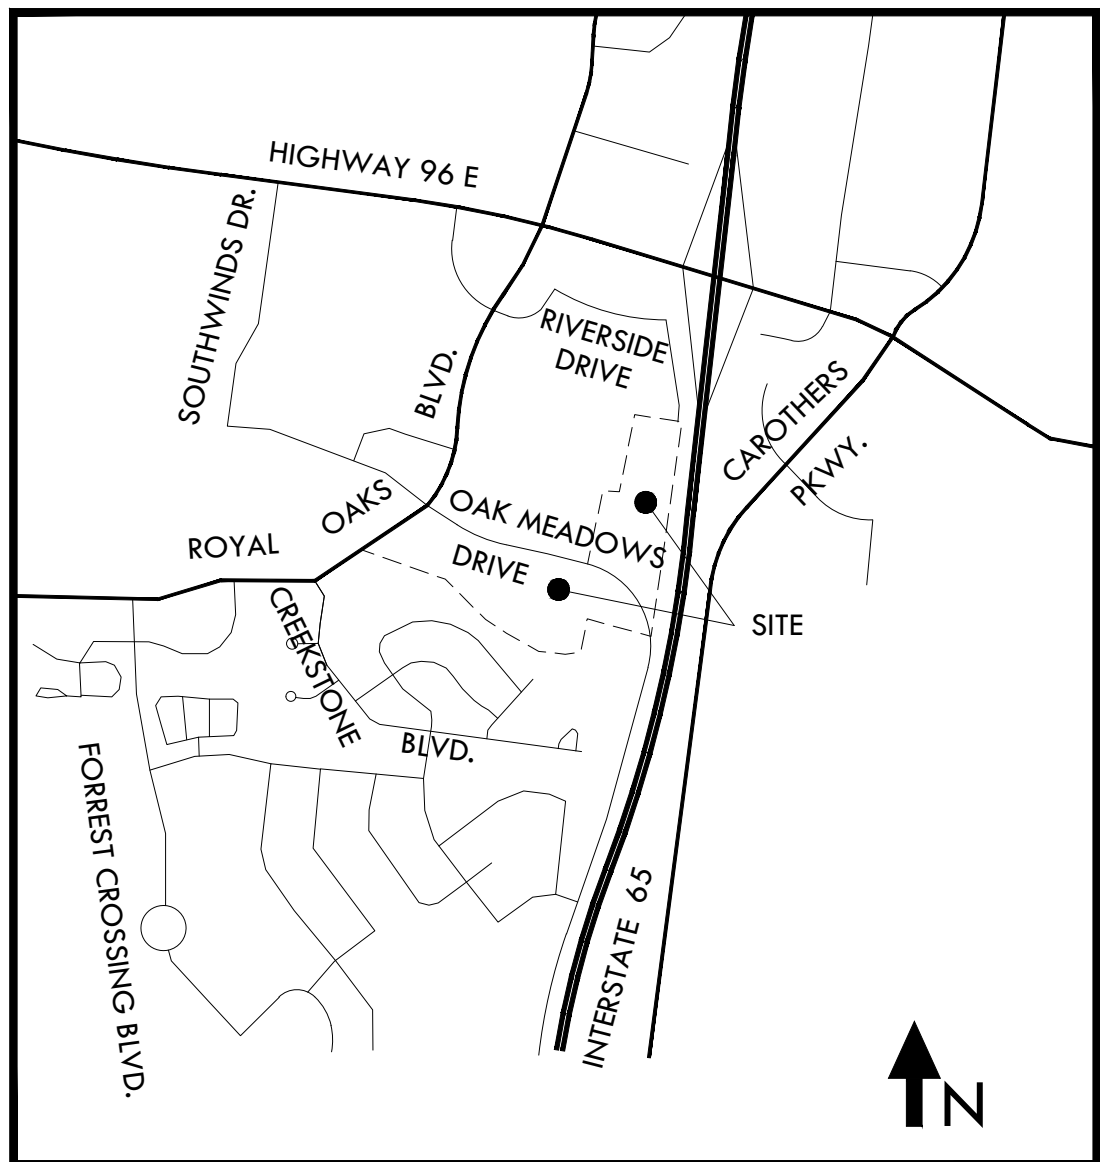 HIGHWAY 96 E
SOUTHWINDS DR.
RIVERSIDE
DRIVE
BLVD.
CAROTHERS
PKWY.
OAKS
ROYAL
OAK MEADOWS
DRIVE
SITE
CREEKSTONE
BLVD.
FORREST CROSSING BLVD.
INTERSTATE 65
N